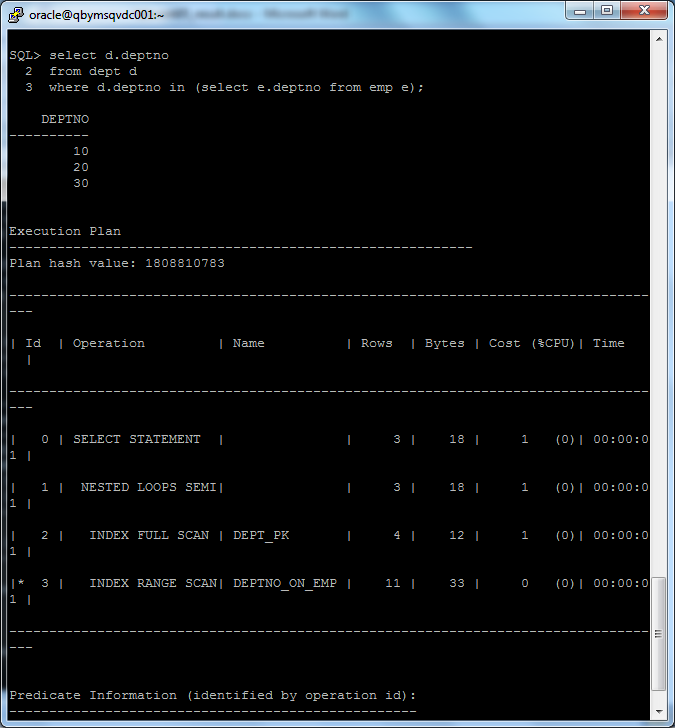 oracle@qbymsqvdc001:~
SQL> select d.deptno
  2  from dept d
  3  where d.deptno in (select e.deptno from emp e);

    DEPTNO
----------
        10
        20
        30

Execution Plan
----------------------------------------------------------
Plan hash value: 1808810783

--------------------------------------------------------------------------------
---

| Id  | Operation         | Name          | Rows  | Bytes | Cost (%CPU)| Time
  |

--------------------------------------------------------------------------------
---

|   0 | SELECT STATEMENT  |               |     3 |    18 |     1   (0)| 00:00:0
1 |

|   1 |  NESTED LOOPS SEMI|               |     3 |    18 |     1   (0)| 00:00:0
1 |

|   2 |   INDEX FULL SCAN | DEPT_PK       |     4 |    12 |     1   (0)| 00:00:0
1 |

|*  3 |   INDEX RANGE SCAN| DEPTNO_ON_EMP |    11 |    33 |     0   (0)| 00:00:0
1 |

--------------------------------------------------------------------------------
---

Predicate Information (identified by operation id):
---------------------------------------------------